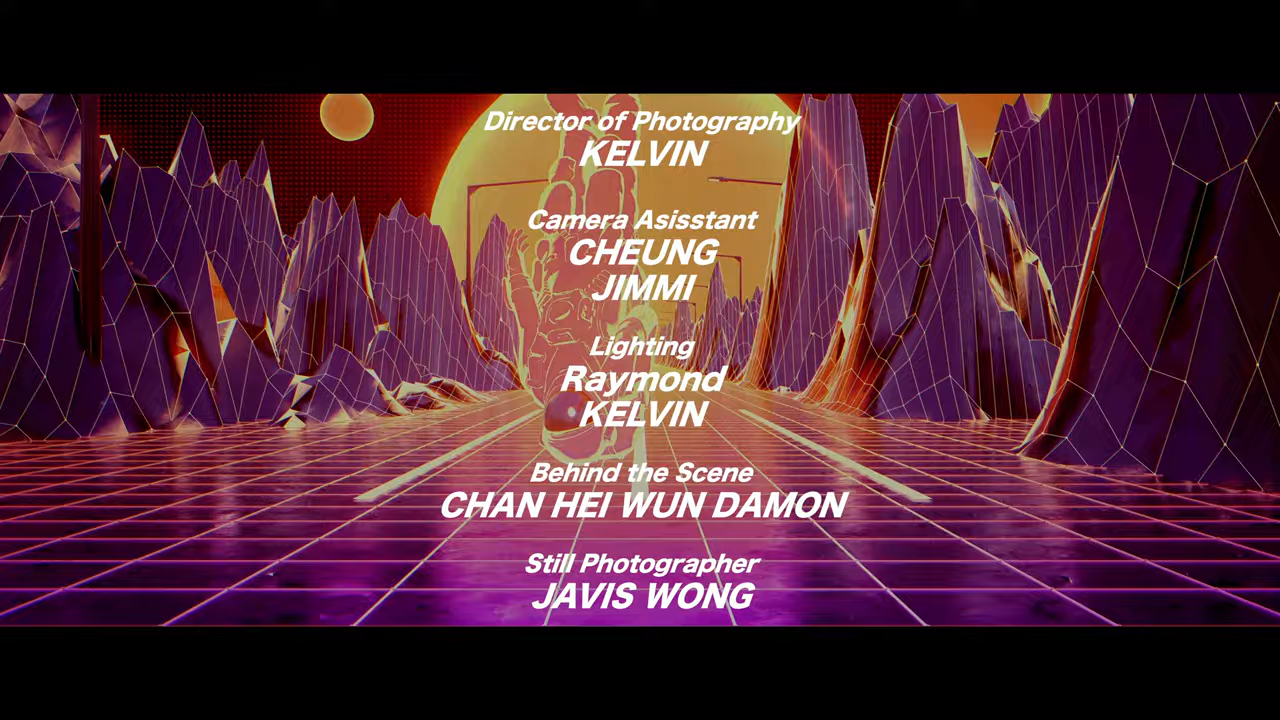 Director of Photography
KELVIN
Camera Asisstant
CHEUNG
JIMMI
Lighting
Raymond
KELVIN
Behind the Scene
CHAN HEI WUN DAMON
Still Photographer
JAVIS WONG